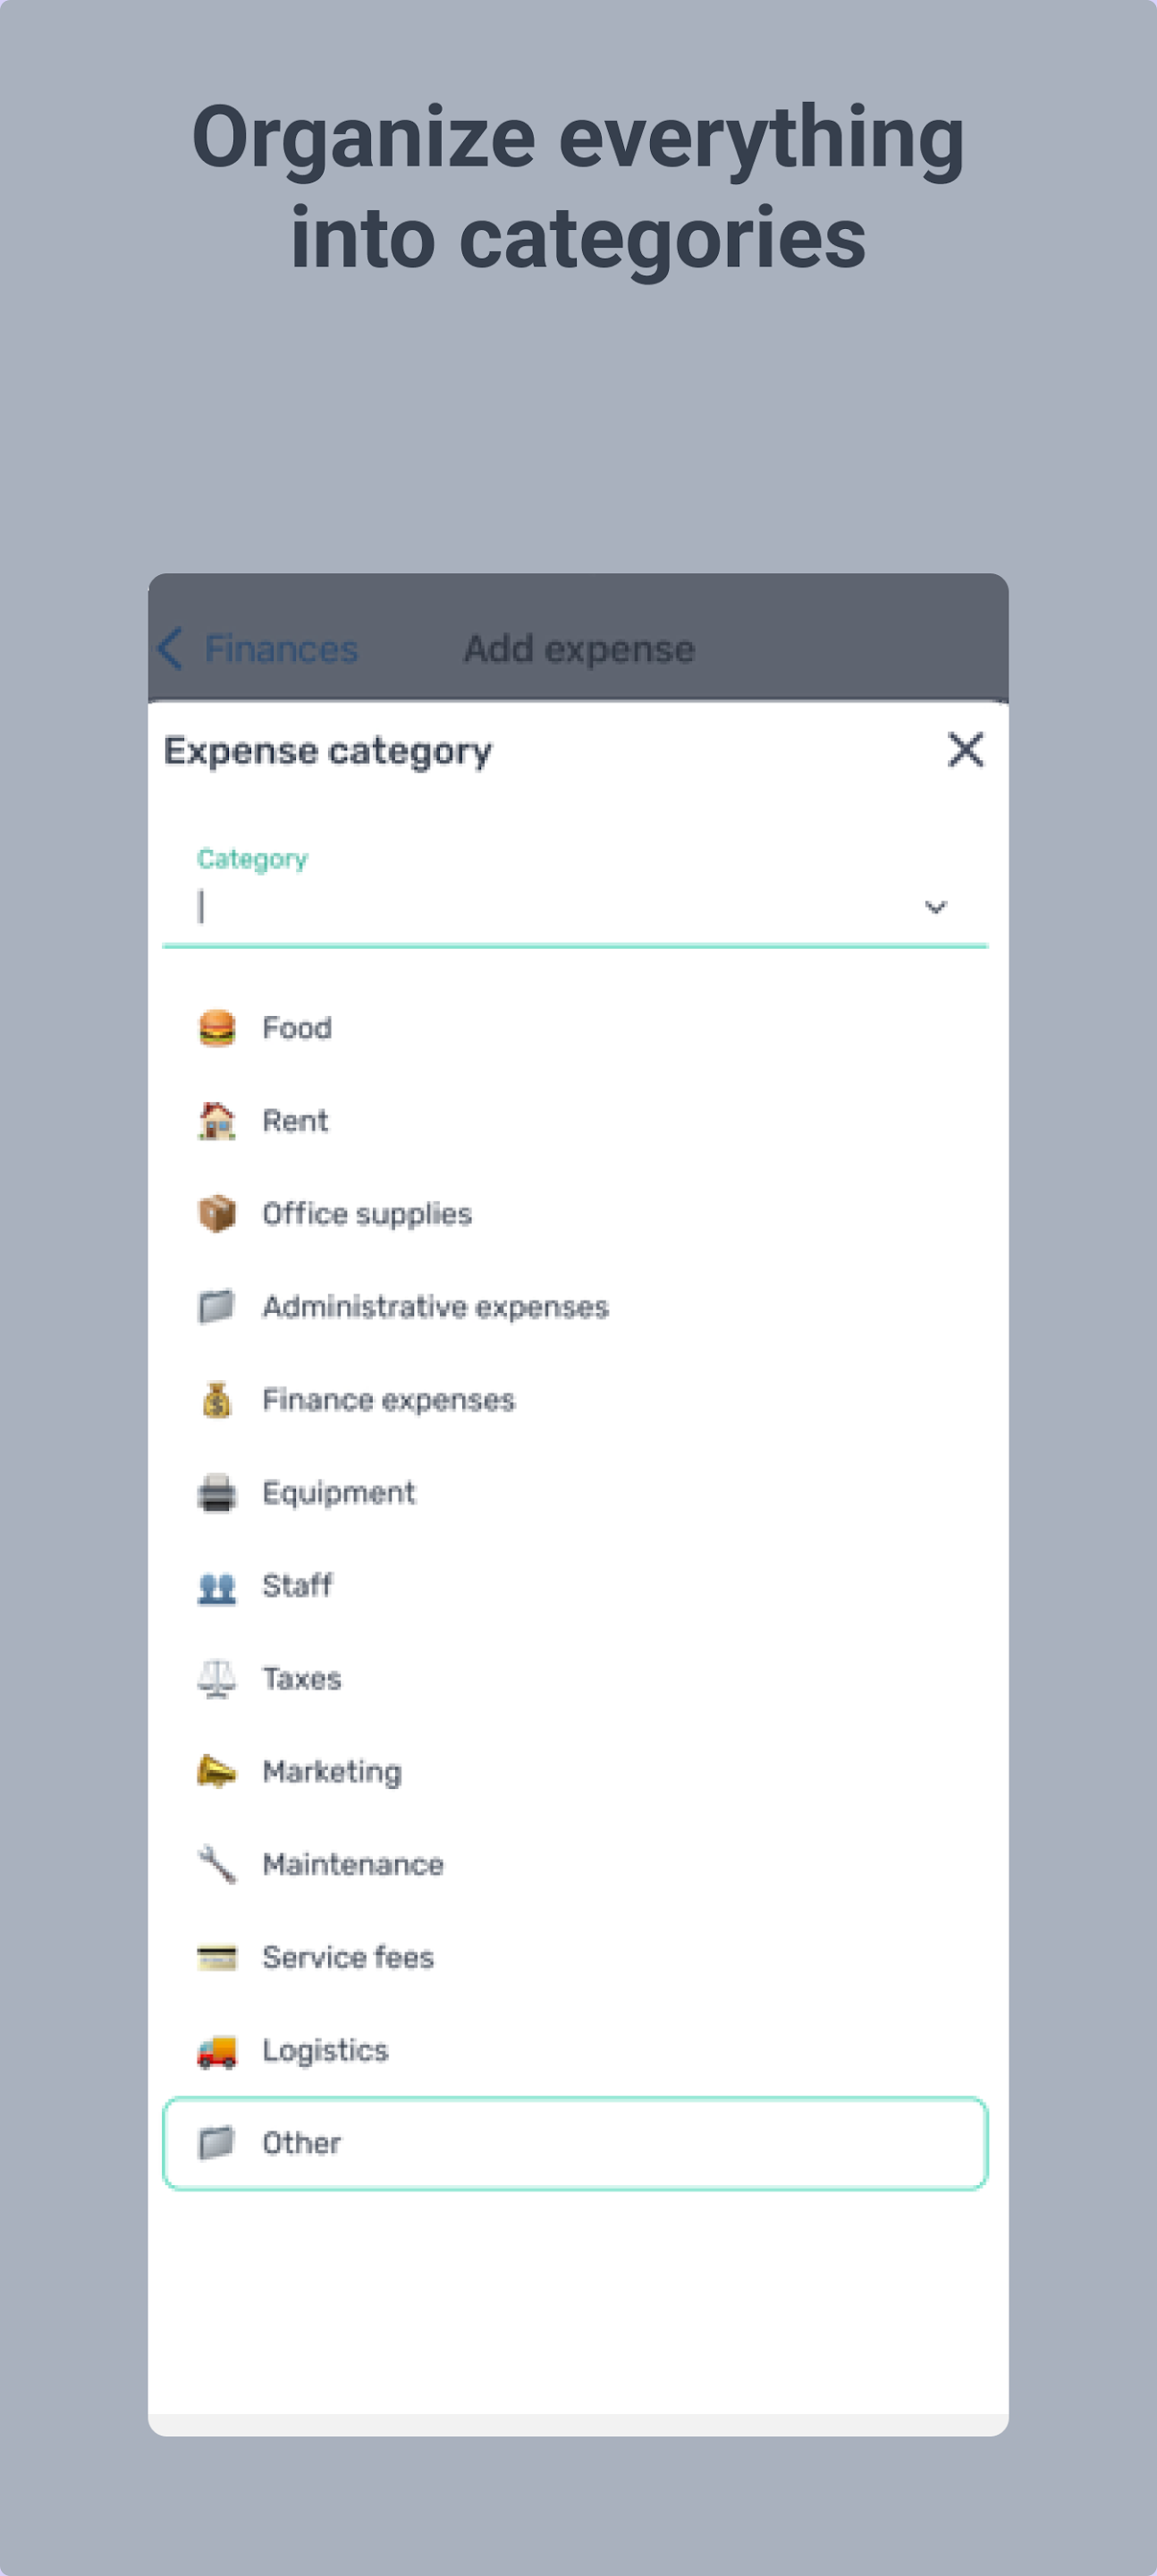 Organize everything
into categories
Finances
Add expense
Expense category
Category
Food
Rent
Office supplies
Administrative expenses
Finance expenses
Equipment
Staff
Taxes
Marketing
Maintenance
Service fees
Logistics
Other